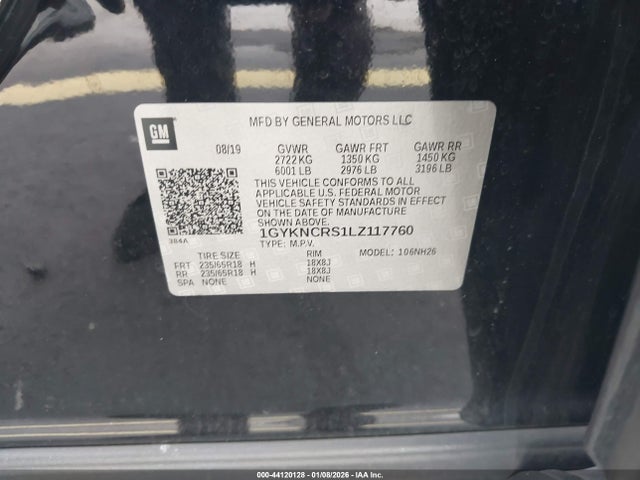 GM
MFD BY GENERAL MOTORS LLC
08/19 GVWR GAWR FRT GAWR RR
2722 KG 1350 KG 1450 KG
6001 LB 2976 LB 3196 LB
THIS VEHICLE CONFORMS TO ALL
APPLICABLE U.S. FEDERAL MOTOR
VEHICLE SAFETY STANDARDS IN EFFECT
ON THE DATE OF MANUFACTURE
SHOWN ABOVE.
1GYKNCRS1LZ117760
384A TYPE: M.P.V. MODEL: 106NH26
TIRE SIZE RIM
FRT 235/65R18 H 18X8J
RR 235/65R18 H 18X8J
SPA NONE NONE
000-44120128 - 01/08/2026 - IAA Inc.